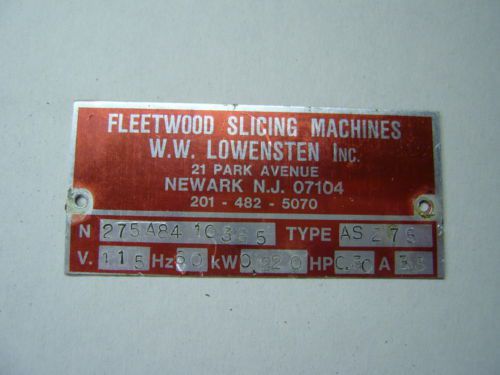 FLEETWOOD SLICING MACHINES
W.W. LOWENSTEN INC.
21 PARK AVENUE
NEWARK N.J. 07104
201 - 482 - 5070
N 275A84 10365 TYPE AS 275
V. 115 Hz 60 kW 0.220 HP 0.30 A 3.5